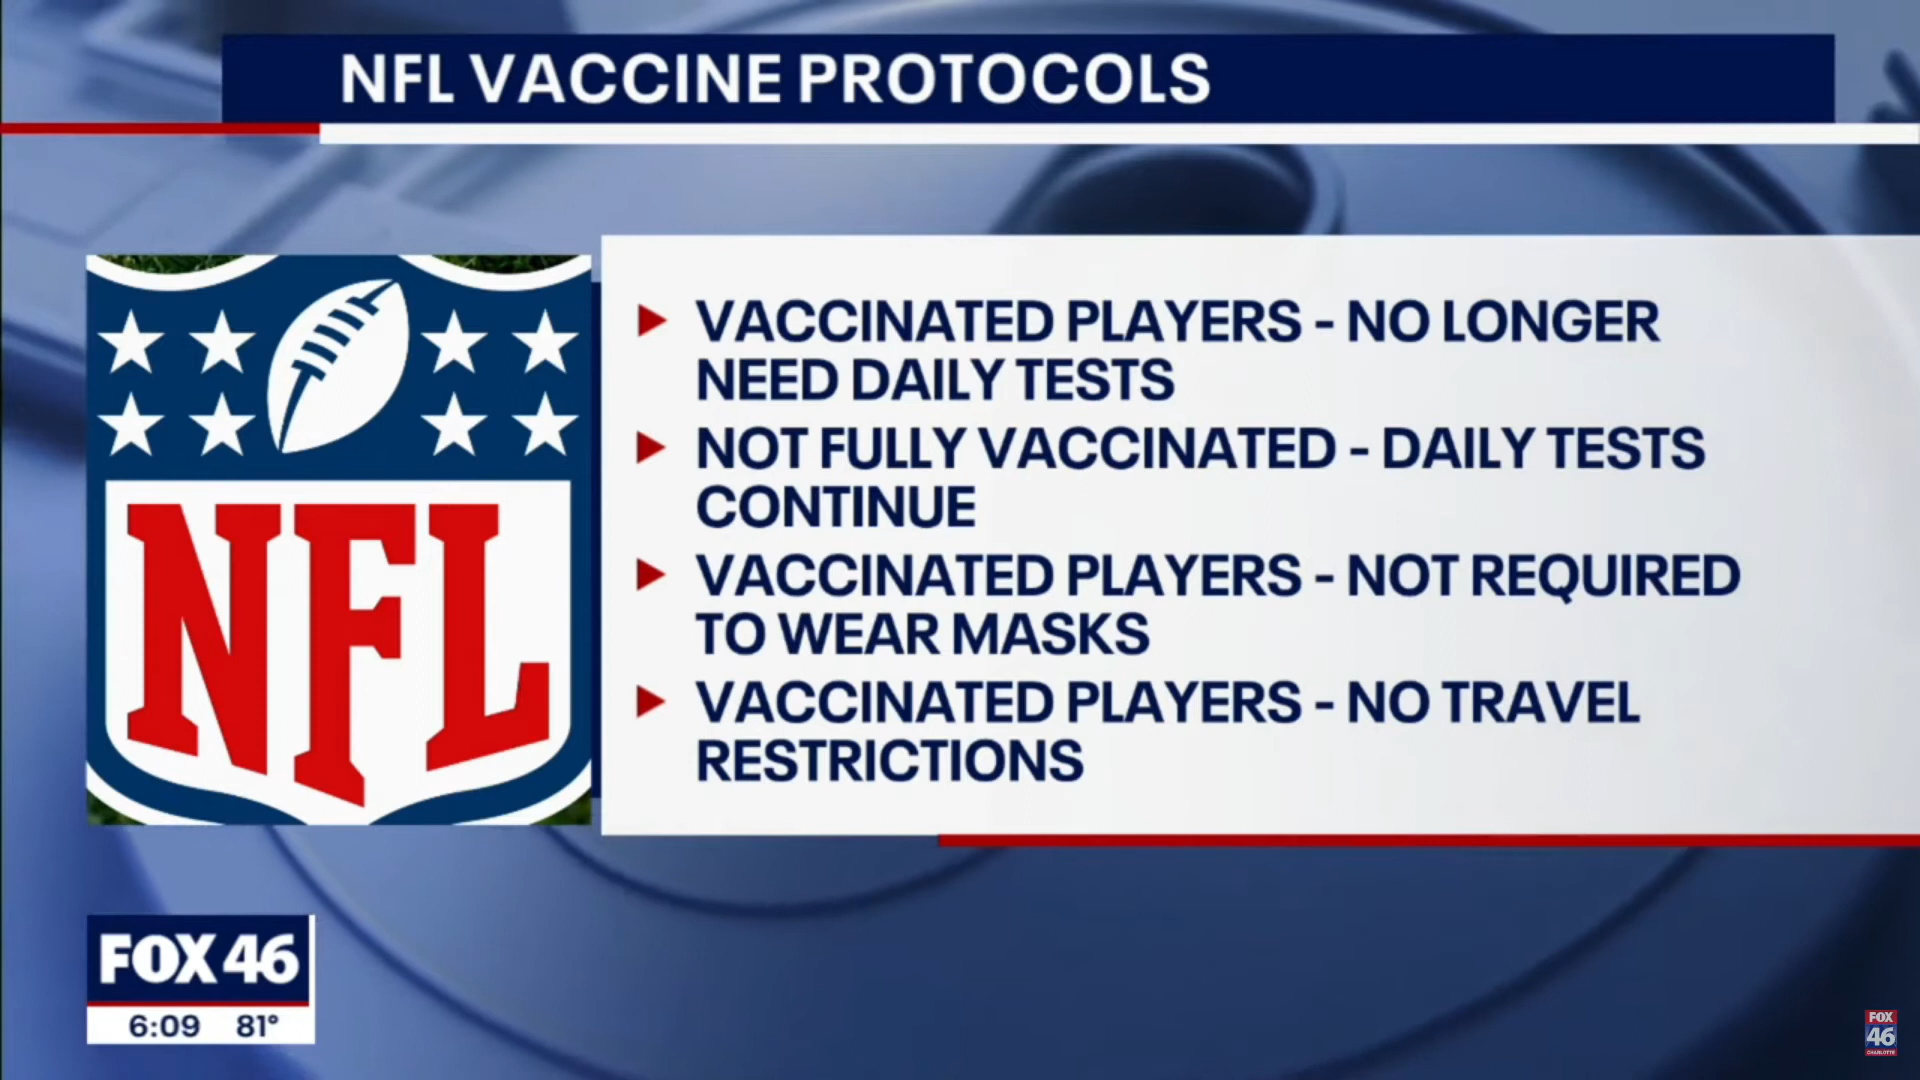 NFL VACCINE PROTOCOLS
VACCINATED PLAYERS - NO LONGER
NEED DAILY TESTS
NOT FULLY VACCINATED - DAILY TESTS
CONTINUE
VACCINATED PLAYERS - NOT REQUIRED
TO WEAR MASKS
VACCINATED PLAYERS - NO TRAVEL
RESTRICTIONS
NFL
FOX 46
6:09 81°
FOX
46
CHARLOTTE